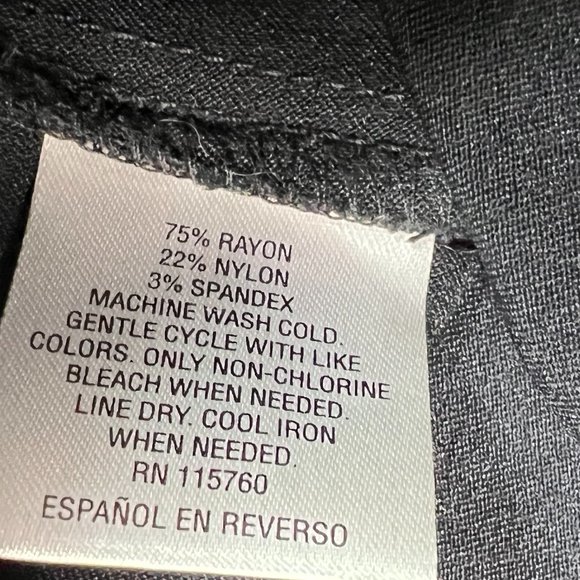 75% RAYON
22% NYLON
3% SPANDEX
MACHINE WASH COLD.
GENTLE CYCLE WITH LIKE
COLORS. ONLY NON-CHLORINE
BLEACH WHEN NEEDED.
LINE DRY. COOL IRON
WHEN NEEDED.
RN 115760
ESPAÑOL EN REVERSO